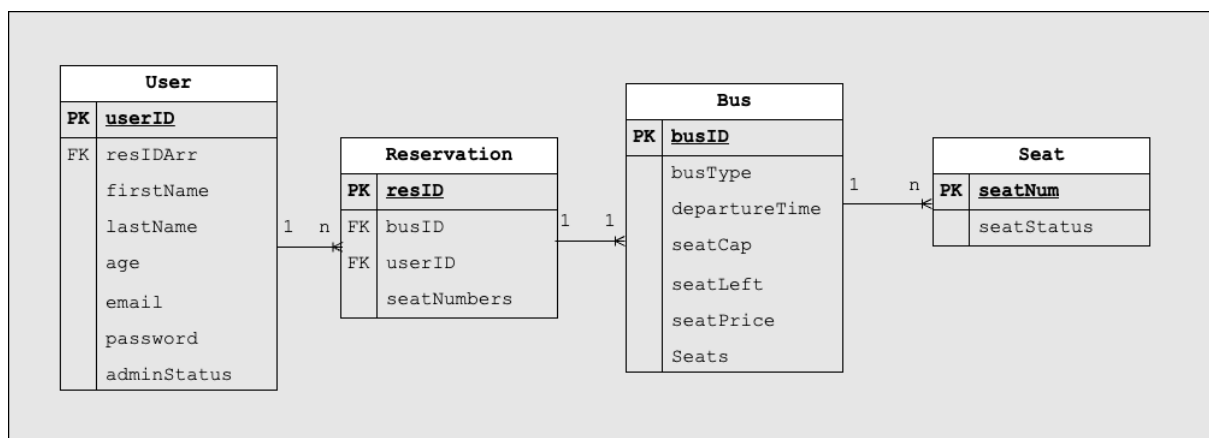 User
PK userID
FK resIDArr
firstName
lastName
age
email
password
adminStatus
1 n
Reservation
PK resID
FK busID
FK userID
seatNumbers
1 1
Bus
PK busID
busType
departureTime
seatCap
seatLeft
seatPrice
Seats
1 n
Seat
PK seatNum
seatStatus